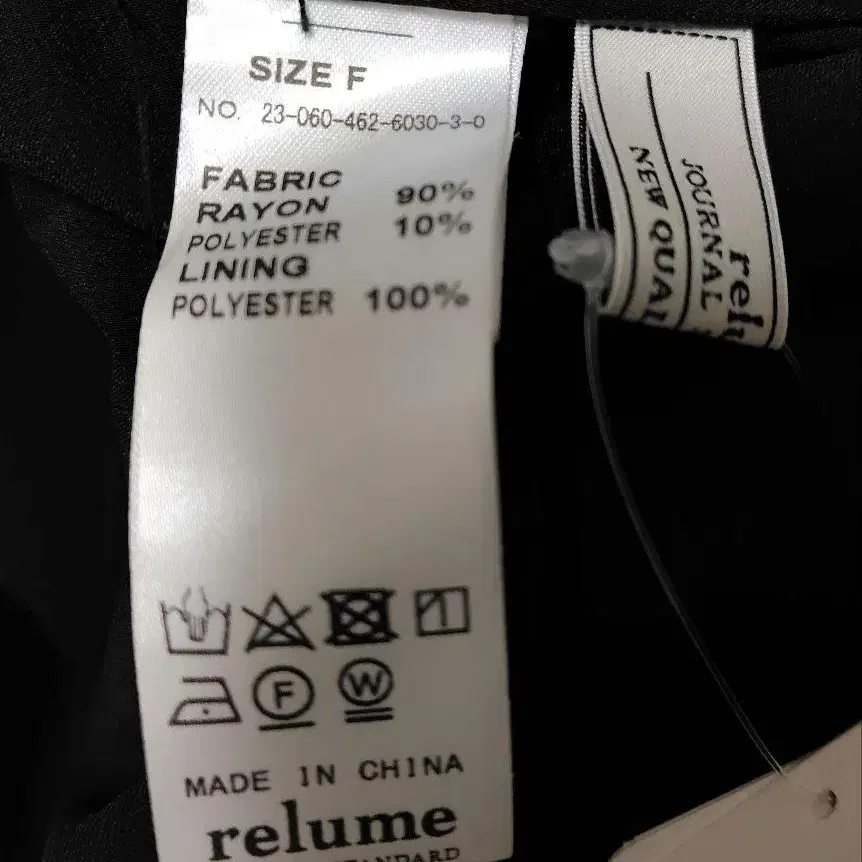 SIZE F
NO. 23-060-462-6030-3-0
FABRIC
RAYON 90%
POLYESTER 10%
LINING
POLYESTER 100%
F W
MADE IN CHINA
relume
JOURNAL
NEW